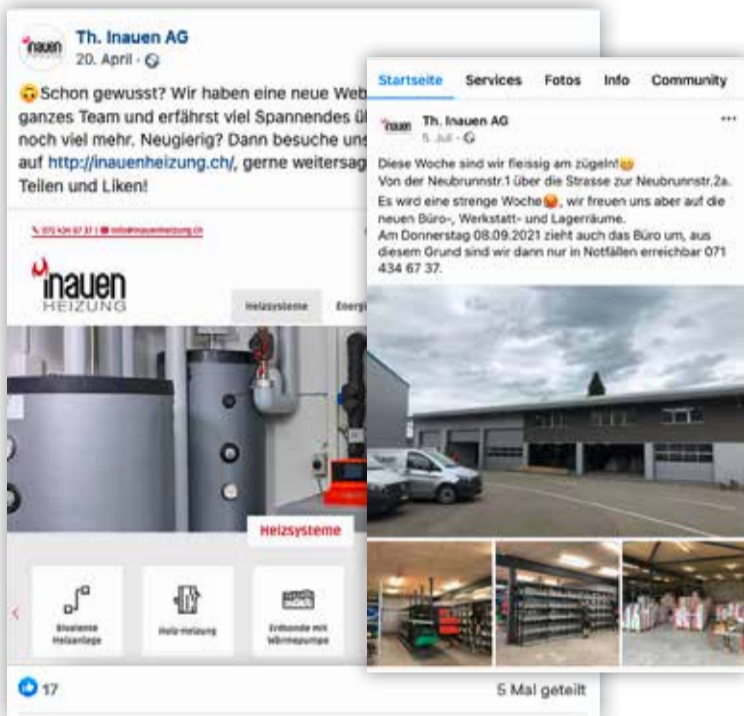 Th. Inauen AG
20. April ·
Schon gewusst? Wir haben eine neue Web
ganzes Team und erfährst viel Spannendes ü
noch viel mehr. Neugierig? Dann besuche uns
auf http://inauenheizung.ch/, gerne weitersag
Teilen und Liken!
071 434 67 37 | info@inauenheizung.ch
inauen
HEIZUNG
Heizsysteme Energi
Heizsysteme
Bivalente
Heizanlage
Holz-Heizung
Erdsonde mit
Wärmepumpe
17
5 Mal geteilt
Startseite Services Fotos Info Community
Th. Inauen AG
5. Juli ·
Diese Woche sind wir fleissig am zügeln!
Von der Neubrunnstr.1 über die Strasse zur Neubrunnstr.2a.
Es wird eine strenge Woche, wir freuen uns aber auf die
neuen Büro-, Werkstatt- und Lagerräume.
Am Donnerstag 08.09.2021 zieht auch das Büro um, aus
diesem Grund sind wir dann nur in Notfällen erreichbar 071
434 67 37.